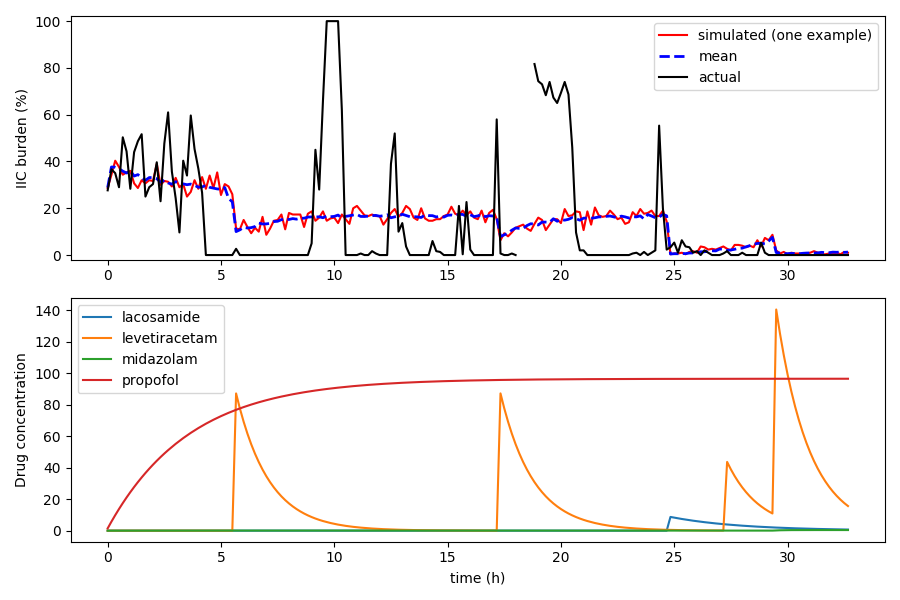 100
80
60
40
20
0
IIC burden (%)
simulated (one example)
mean
actual
0 5 10 15 20 25 30
140
120
100
80
60
40
20
0
Drug concentration
lacosamide
levetiracetam
midazolam
propofol
0 5 10 15 20 25 30
time (h)